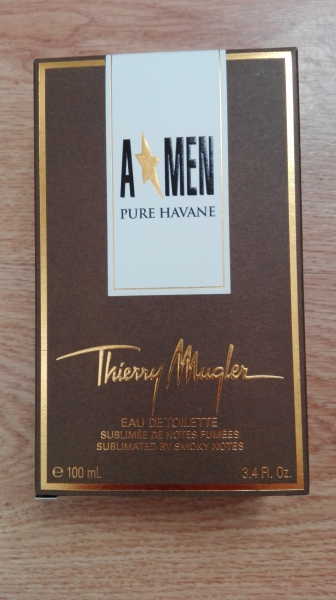 A★MEN
PURE HAVANE
Thierry Mugler
EAU DE TOILETTE
SUBLIMÉE DE NOTES FUMÉES
SUBLIMATED BY SMOKY NOTES
℮ 100 mL 3.4 Fl. Oz.